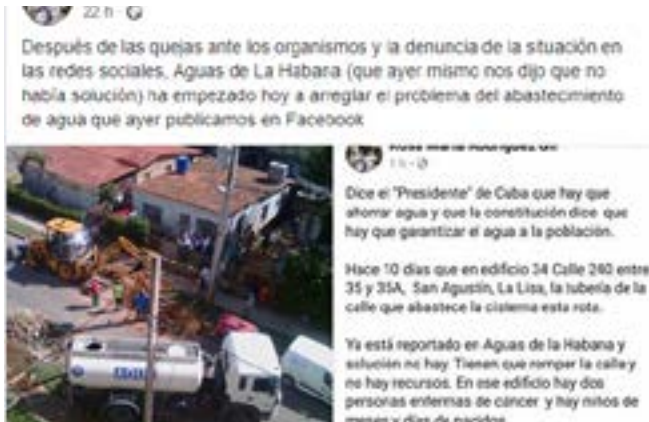 22 h
Después de las quejas ante los organismos y la denuncia de la situación en
las redes sociales, Aguas de La Habana (que ayer mismo nos dijo que no
había solución) ha empezado hoy a arreglar el problema del abastecimiento
de agua que ayer publicamos en Facebook
1 h
Dice el "Presidente" de Cuba que hay que
ahorrar agua y que la constitución dice que
hay que garantizar el agua a la población.
Hace 10 días que en edificio 34 Calle 240 entre
35 y 35A, San Agustín, La Lisa, la tubería de la
calle que abastece la cisterna esta rota.
Ya está reportado en Aguas de la Habana y
solución no hay. Tienen que romper la calle y
no hay recursos. En ese edificio hay dos
personas enfermas de cáncer y hay niños de
meses y días de nacidos